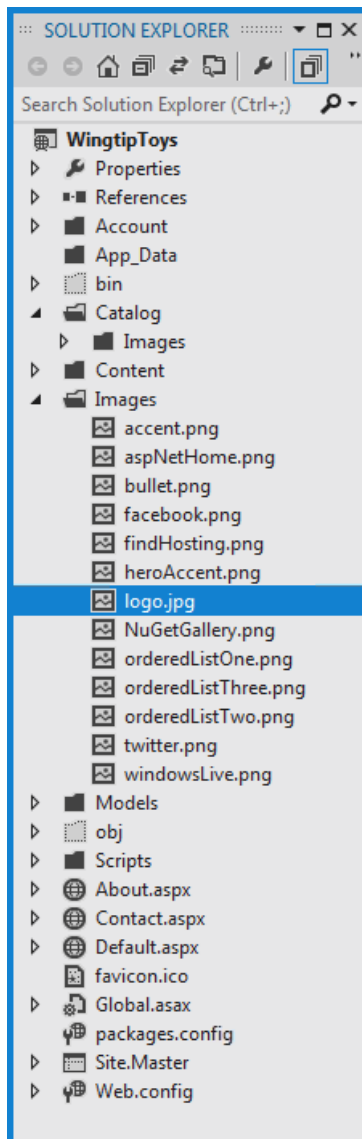 SOLUTION EXPLORER
Search Solution Explorer (Ctrl+;)
WingtipToys
Properties
References
Account
App_Data
bin
Catalog
Images
Content
Images
accent.png
aspNetHome.png
bullet.png
facebook.png
findHosting.png
heroAccent.png
logo.jpg
NuGetGallery.png
orderedListOne.png
orderedListThree.png
orderedListTwo.png
twitter.png
windowsLive.png
Models
obj
Scripts
About.aspx
Contact.aspx
Default.aspx
favicon.ico
Global.asax
packages.config
Site.Master
Web.config